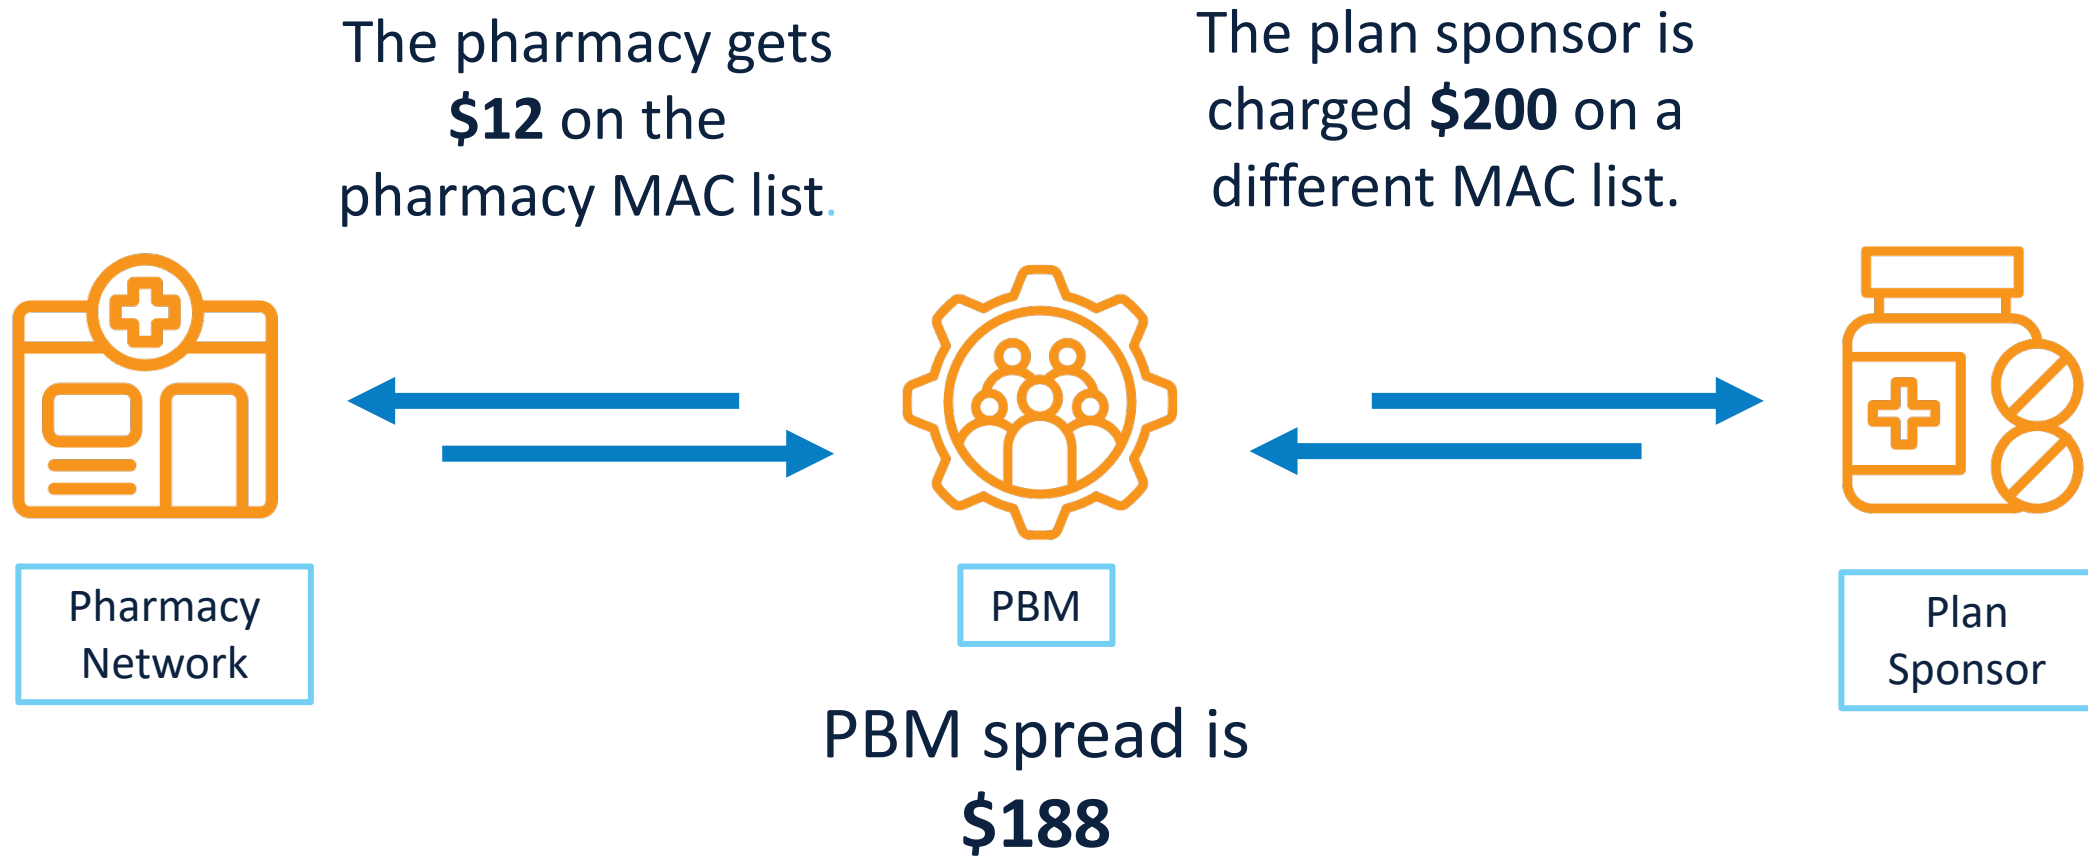 The pharmacy gets
$12 on the
pharmacy MAC list.
The plan sponsor is
charged $200 on a
different MAC list.
Pharmacy
Network
PBM
Plan
Sponsor
PBM spread is
$188